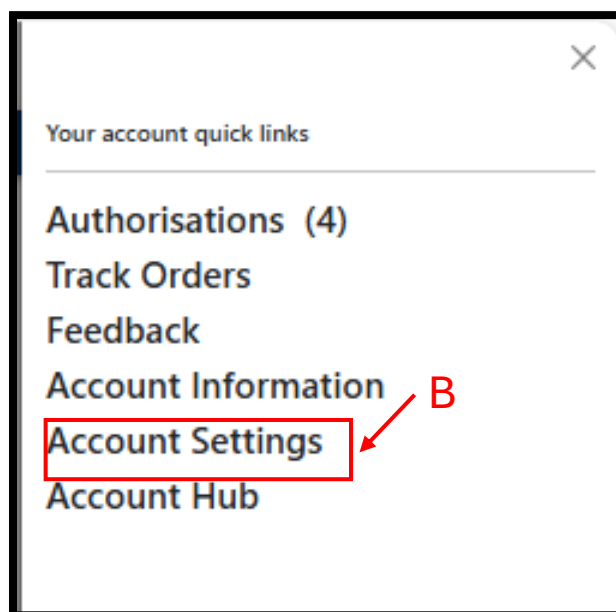 Your account quick links
Authorisations (4)
Track Orders
Feedback
Account Information
B
Account Settings
Account Hub